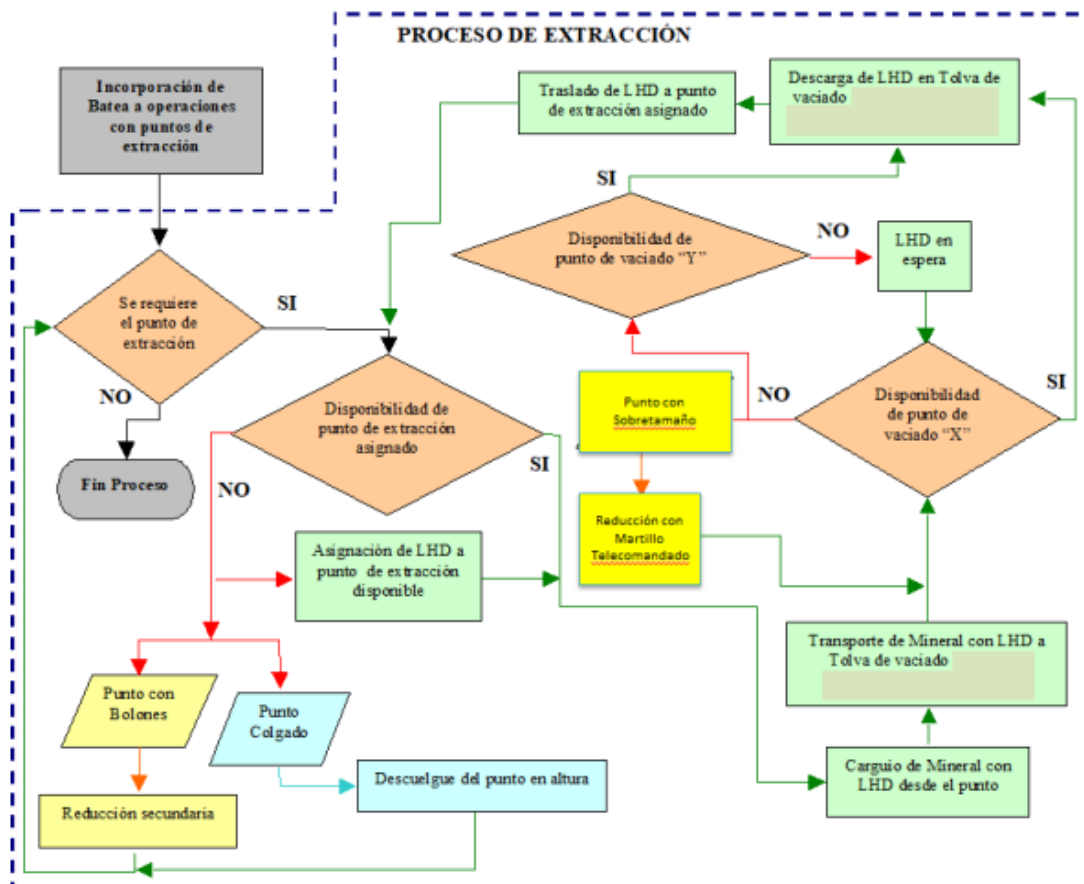 PROCESO DE EXTRACCIÓN
Incorporación de
Batea a operaciones
con puntos de
extracción
Traslado de LHD a punto
de extracción asignado
Descarga de LHD en Tolva de
vaciado
SI
Disponibilidad de
punto de vaciado “Y”
NO
LHD en
espera
Se requiere
el punto de
extracción
SI
NO
Fin Proceso
Disponibilidad de
punto de extracción
asignado
NO
SI
Punto con
Sobretamaño
NO
Disponibilidad
de punto de
vaciado “X”
SI
Reducción con
Martillo
Telecomandado
Asignación de LHD a
punto de extracción
disponible
Transporte de Mineral con LHD a
Tolva de vaciado
Punto con
Bolones
Punto
Colgado
Descuelgue del punto en altura
Carguío de Mineral con
LHD desde el punto
Reducción secundaria